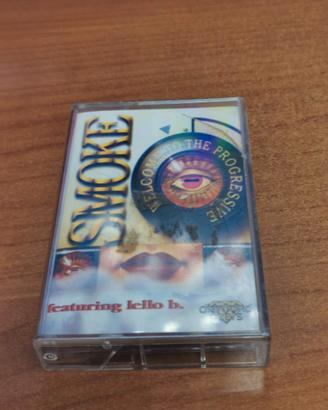 SMOKE
WELCOME TO THE PROGRESSIVE
featuring lello b.